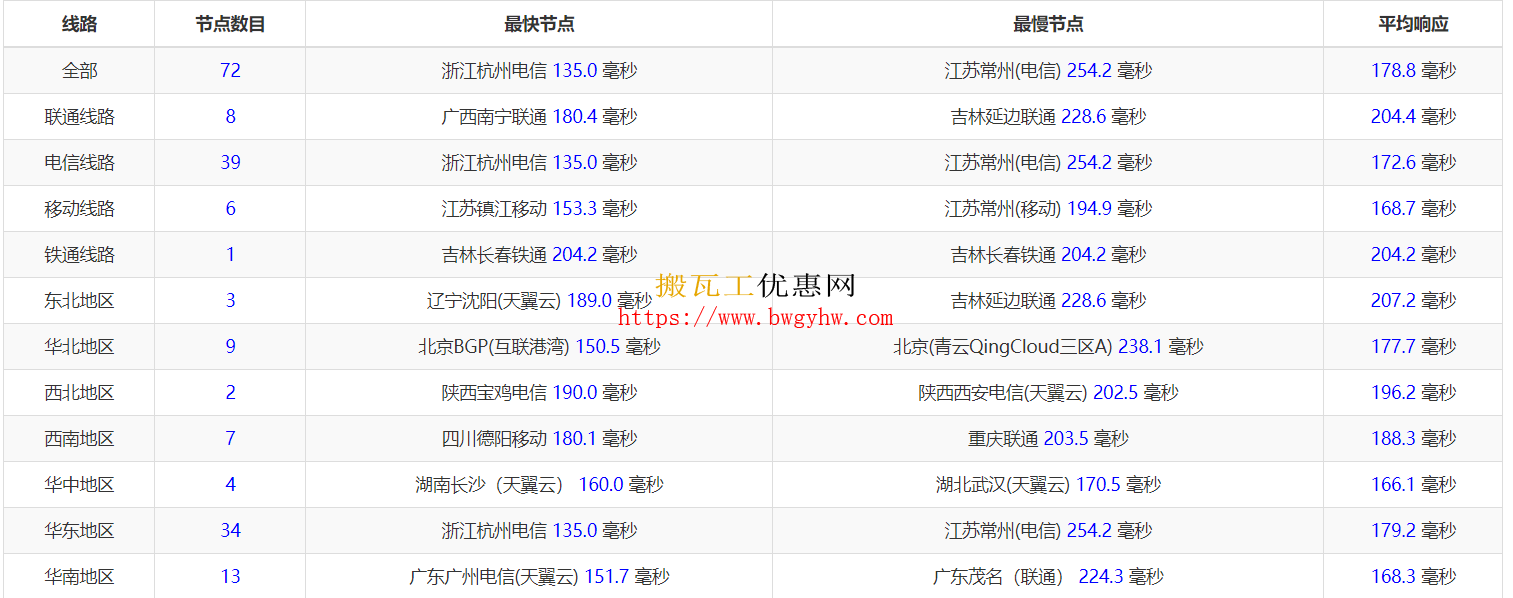 线路 节点数目 最快节点 最慢节点 平均响应
全部 72 浙江杭州电信 135.0 毫秒 江苏常州(电信) 254.2 毫秒 178.8 毫秒
联通线路 8 广西南宁联通 180.4 毫秒 吉林延边联通 228.6 毫秒 204.4 毫秒
电信线路 39 浙江杭州电信 135.0 毫秒 江苏常州(电信) 254.2 毫秒 172.6 毫秒
移动线路 6 江苏镇江移动 153.3 毫秒 江苏常州(移动) 194.9 毫秒 168.7 毫秒
铁通线路 1 吉林长春铁通 204.2 毫秒 吉林长春铁通 204.2 毫秒 204.2 毫秒
搬瓦工优惠网
东北地区 3 辽宁沈阳(天翼云) 189.0 毫秒 吉林延边联通 228.6 毫秒 207.2 毫秒
https://www.bwgyhw.com
华北地区 9 北京BGP(互联港湾) 150.5 毫秒 北京(青云QingCloud三区A) 238.1 毫秒 177.7 毫秒
西北地区 2 陕西宝鸡电信 190.0 毫秒 陕西西安电信(天翼云) 202.5 毫秒 196.2 毫秒
西南地区 7 四川德阳移动 180.1 毫秒 重庆联通 203.5 毫秒 188.3 毫秒
华中地区 4 湖南长沙（天翼云） 160.0 毫秒 湖北武汉(天翼云) 170.5 毫秒 166.1 毫秒
华东地区 34 浙江杭州电信 135.0 毫秒 江苏常州(电信) 254.2 毫秒 179.2 毫秒
华南地区 13 广东广州电信(天翼云) 151.7 毫秒 广东茂名（联通） 224.3 毫秒 168.3 毫秒